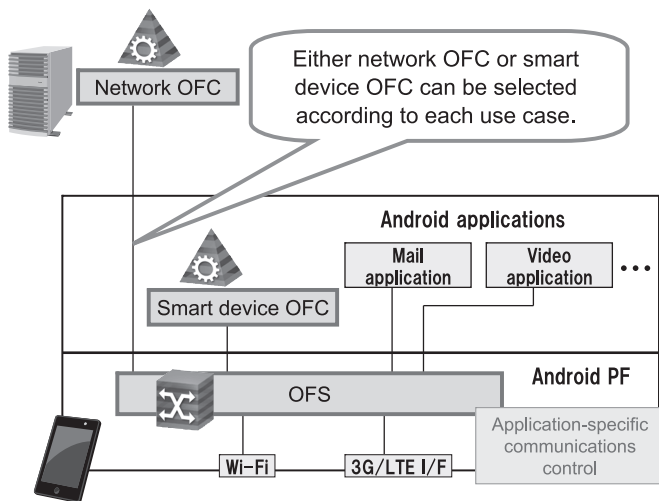 Network OFC
Either network OFC or smart
device OFC can be selected
according to each use case.
Android applications
Mail
application
Video
application
•••
Smart device OFC
Android PF
OFS
Application-specific
communications
control
Wi-Fi
3G/LTE I/F